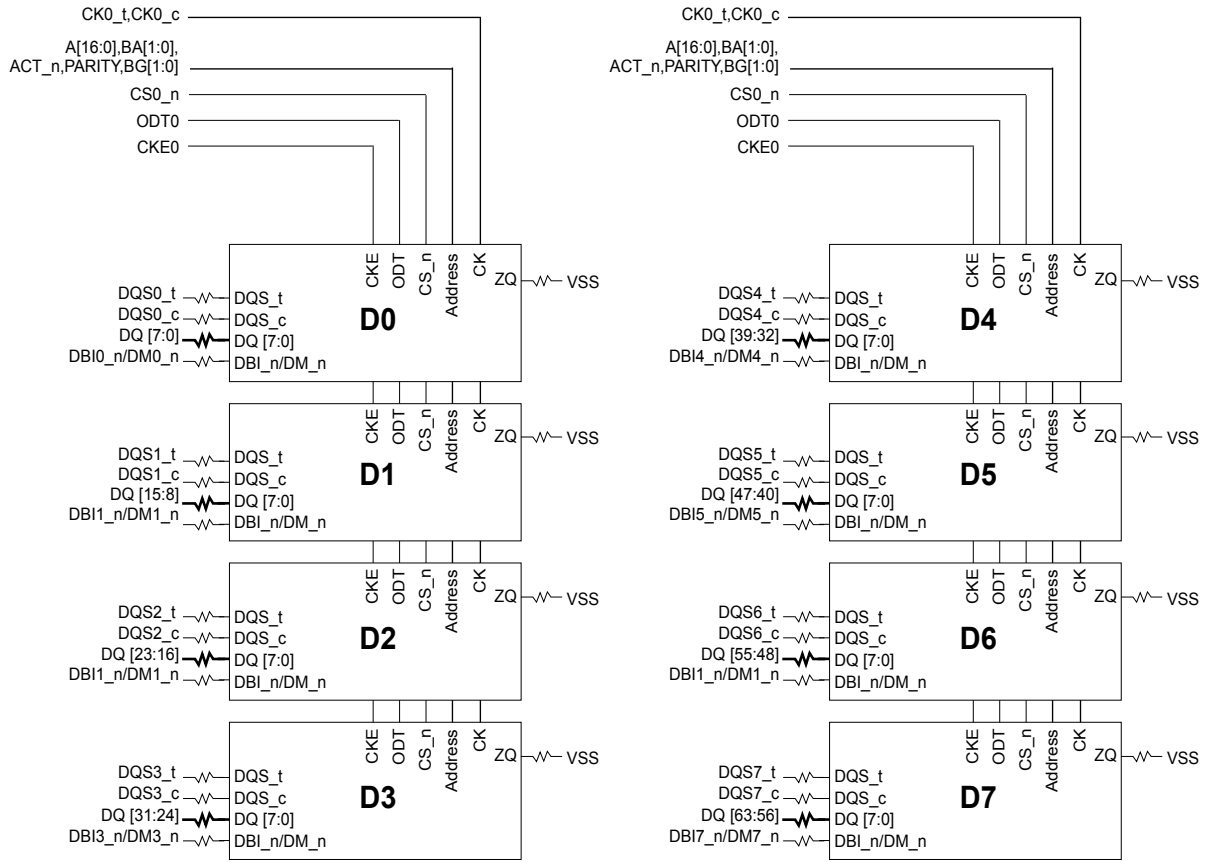 CK0_t,CK0_c
A[16:0],BA[1:0],
ACT_n,PARITY,BG[1:0]
CS0_n
ODT0
CKE0
CKE
ODT
CS_n
Address
CK
ZQ
VSS
DQS0_t
DQS0_c
DQ [7:0]
DBI0_n/DM0_n
DQS_t
DQS_c
DQ [7:0]
DBI_n/DM_n
D0
CKE
ODT
CS_n
Address
CK
ZQ
VSS
DQS1_t
DQS1_c
DQ [15:8]
DBI1_n/DM1_n
DQS_t
DQS_c
DQ [7:0]
DBI_n/DM_n
D1
CKE
ODT
CS_n
Address
CK
ZQ
VSS
DQS2_t
DQS2_c
DQ [23:16]
DBI1_n/DM1_n
DQS_t
DQS_c
DQ [7:0]
DBI_n/DM_n
D2
CKE
ODT
CS_n
Address
CK
ZQ
VSS
DQS3_t
DQS3_c
DQ [31:24]
DBI3_n/DM3_n
DQS_t
DQS_c
DQ [7:0]
DBI_n/DM_n
D3
CK0_t,CK0_c
A[16:0],BA[1:0],
ACT_n,PARITY,BG[1:0]
CS0_n
ODT0
CKE0
CKE
ODT
CS_n
Address
CK
ZQ
VSS
DQS4_t
DQS4_c
DQ [39:32]
DBI4_n/DM4_n
DQS_t
DQS_c
DQ [7:0]
DBI_n/DM_n
D4
CKE
ODT
CS_n
Address
CK
ZQ
VSS
DQS5_t
DQS5_c
DQ [47:40]
DBI5_n/DM5_n
DQS_t
DQS_c
DQ [7:0]
DBI_n/DM_n
D5
CKE
ODT
CS_n
Address
CK
ZQ
VSS
DQS6_t
DQS6_c
DQ [55:48]
DBI1_n/DM1_n
DQS_t
DQS_c
DQ [7:0]
DBI_n/DM_n
D6
CKE
ODT
CS_n
Address
CK
ZQ
VSS
DQS7_t
DQS7_c
DQ [63:56]
DBI7_n/DM7_n
DQS_t
DQS_c
DQ [7:0]
DBI_n/DM_n
D7